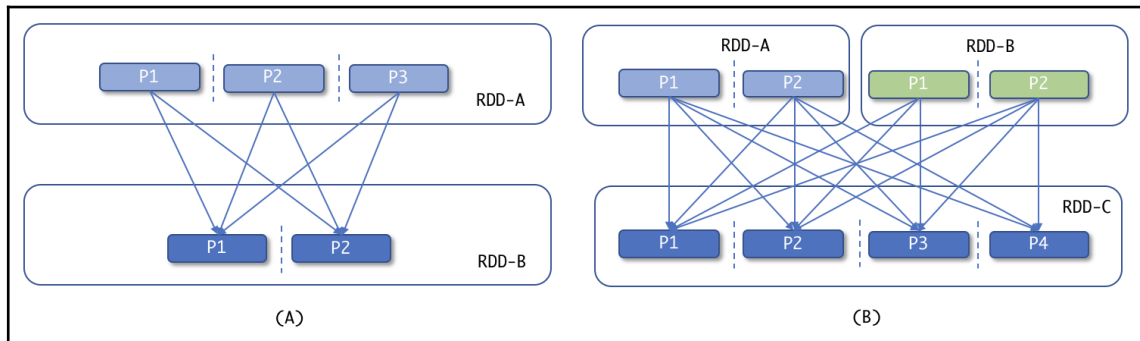 P1 P2 P3
RDD-A
P1 P2
RDD-B
(A)
RDD-A RDD-B
P1 P2 P1 P2
RDD-C
P1 P2 P3 P4
(B)